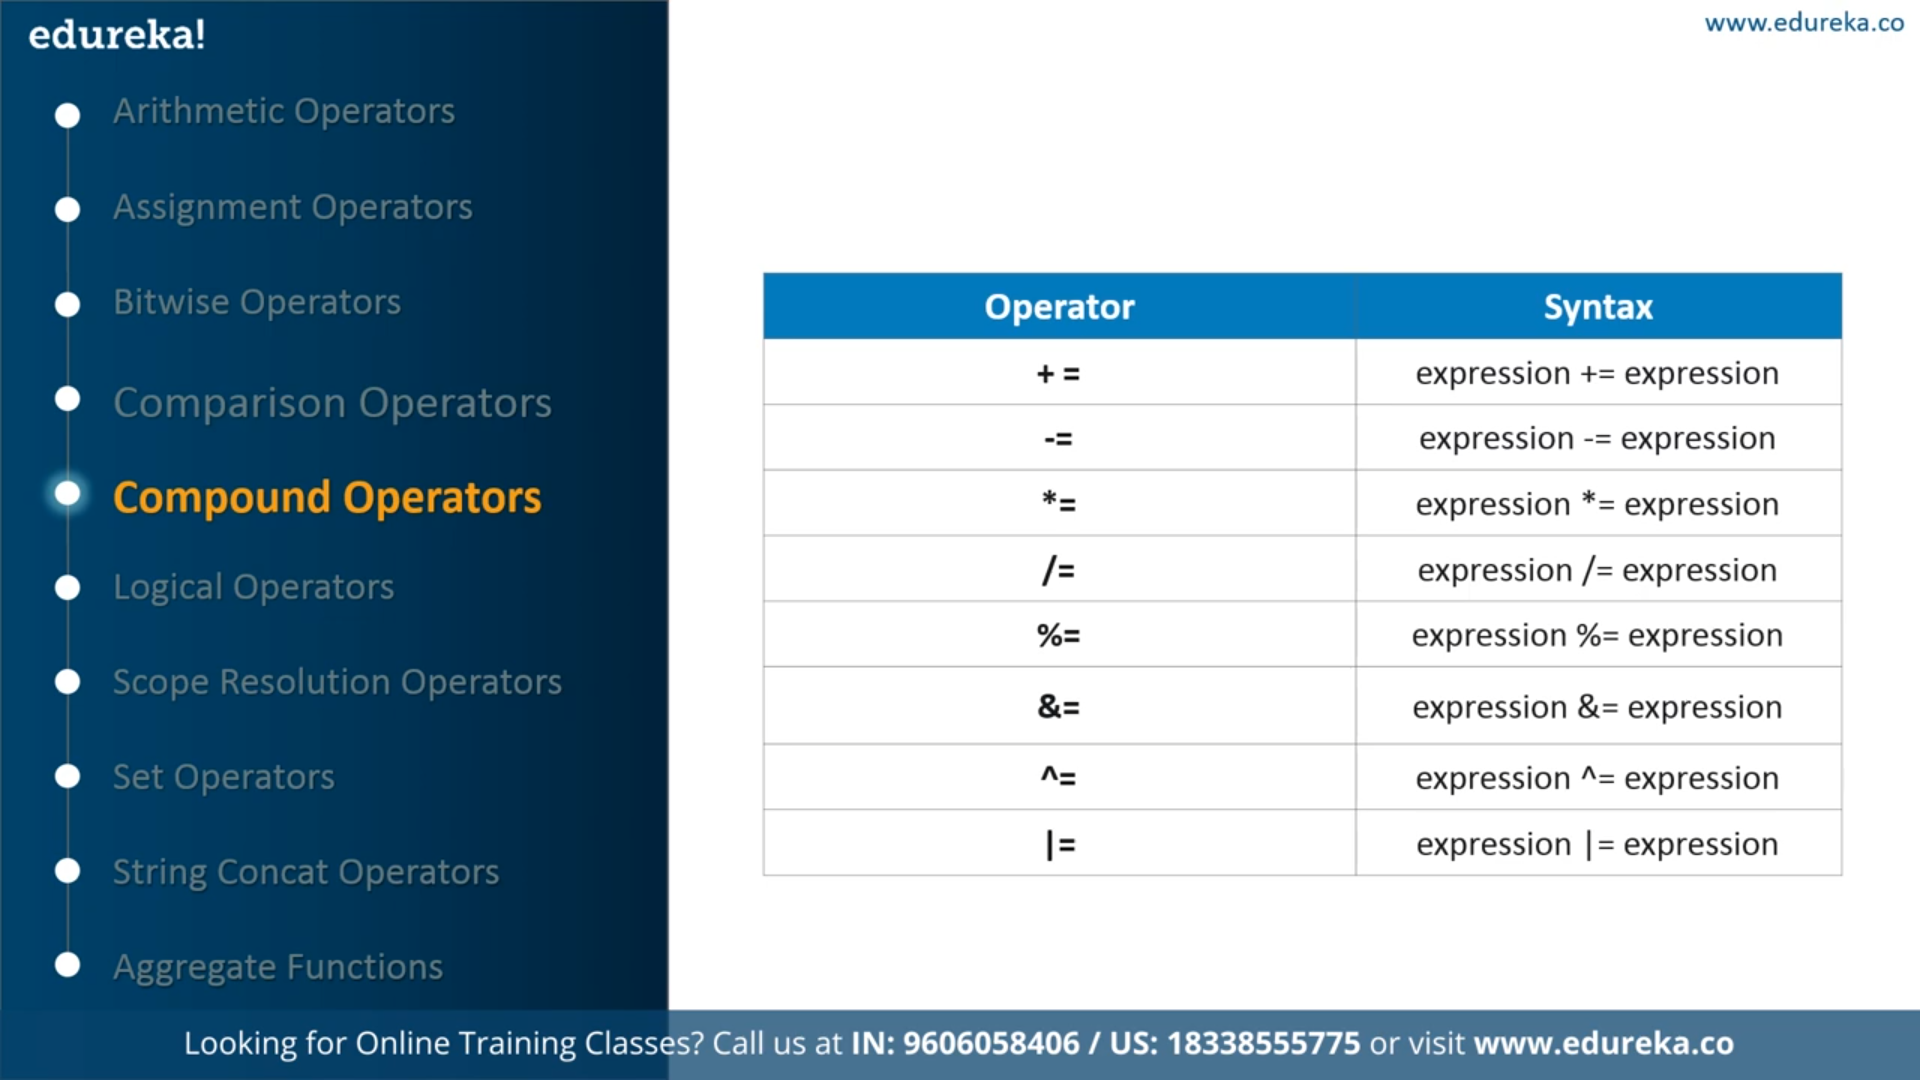 edureka!
www.edureka.co
Arithmetic Operators
Assignment Operators
Bitwise Operators
Comparison Operators
Compound Operators
Logical Operators
Scope Resolution Operators
Set Operators
String Concat Operators
Aggregate Functions
Operator Syntax
+ = expression += expression
-= expression -= expression
*= expression *= expression
/= expression /= expression
%= expression %= expression
&= expression &= expression
^= expression ^= expression
|= expression |= expression
Looking for Online Training Classes? Call us at IN: 9606058406 / US: 18338555775 or visit www.edureka.co